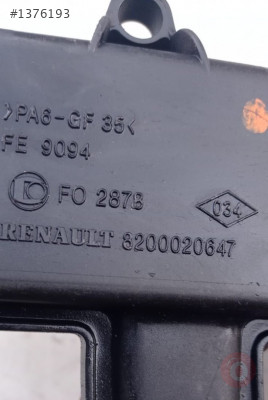 #1376193
>PA6-GF 35<
FE 9094
FO 287B
034
RENAULT 8200020647